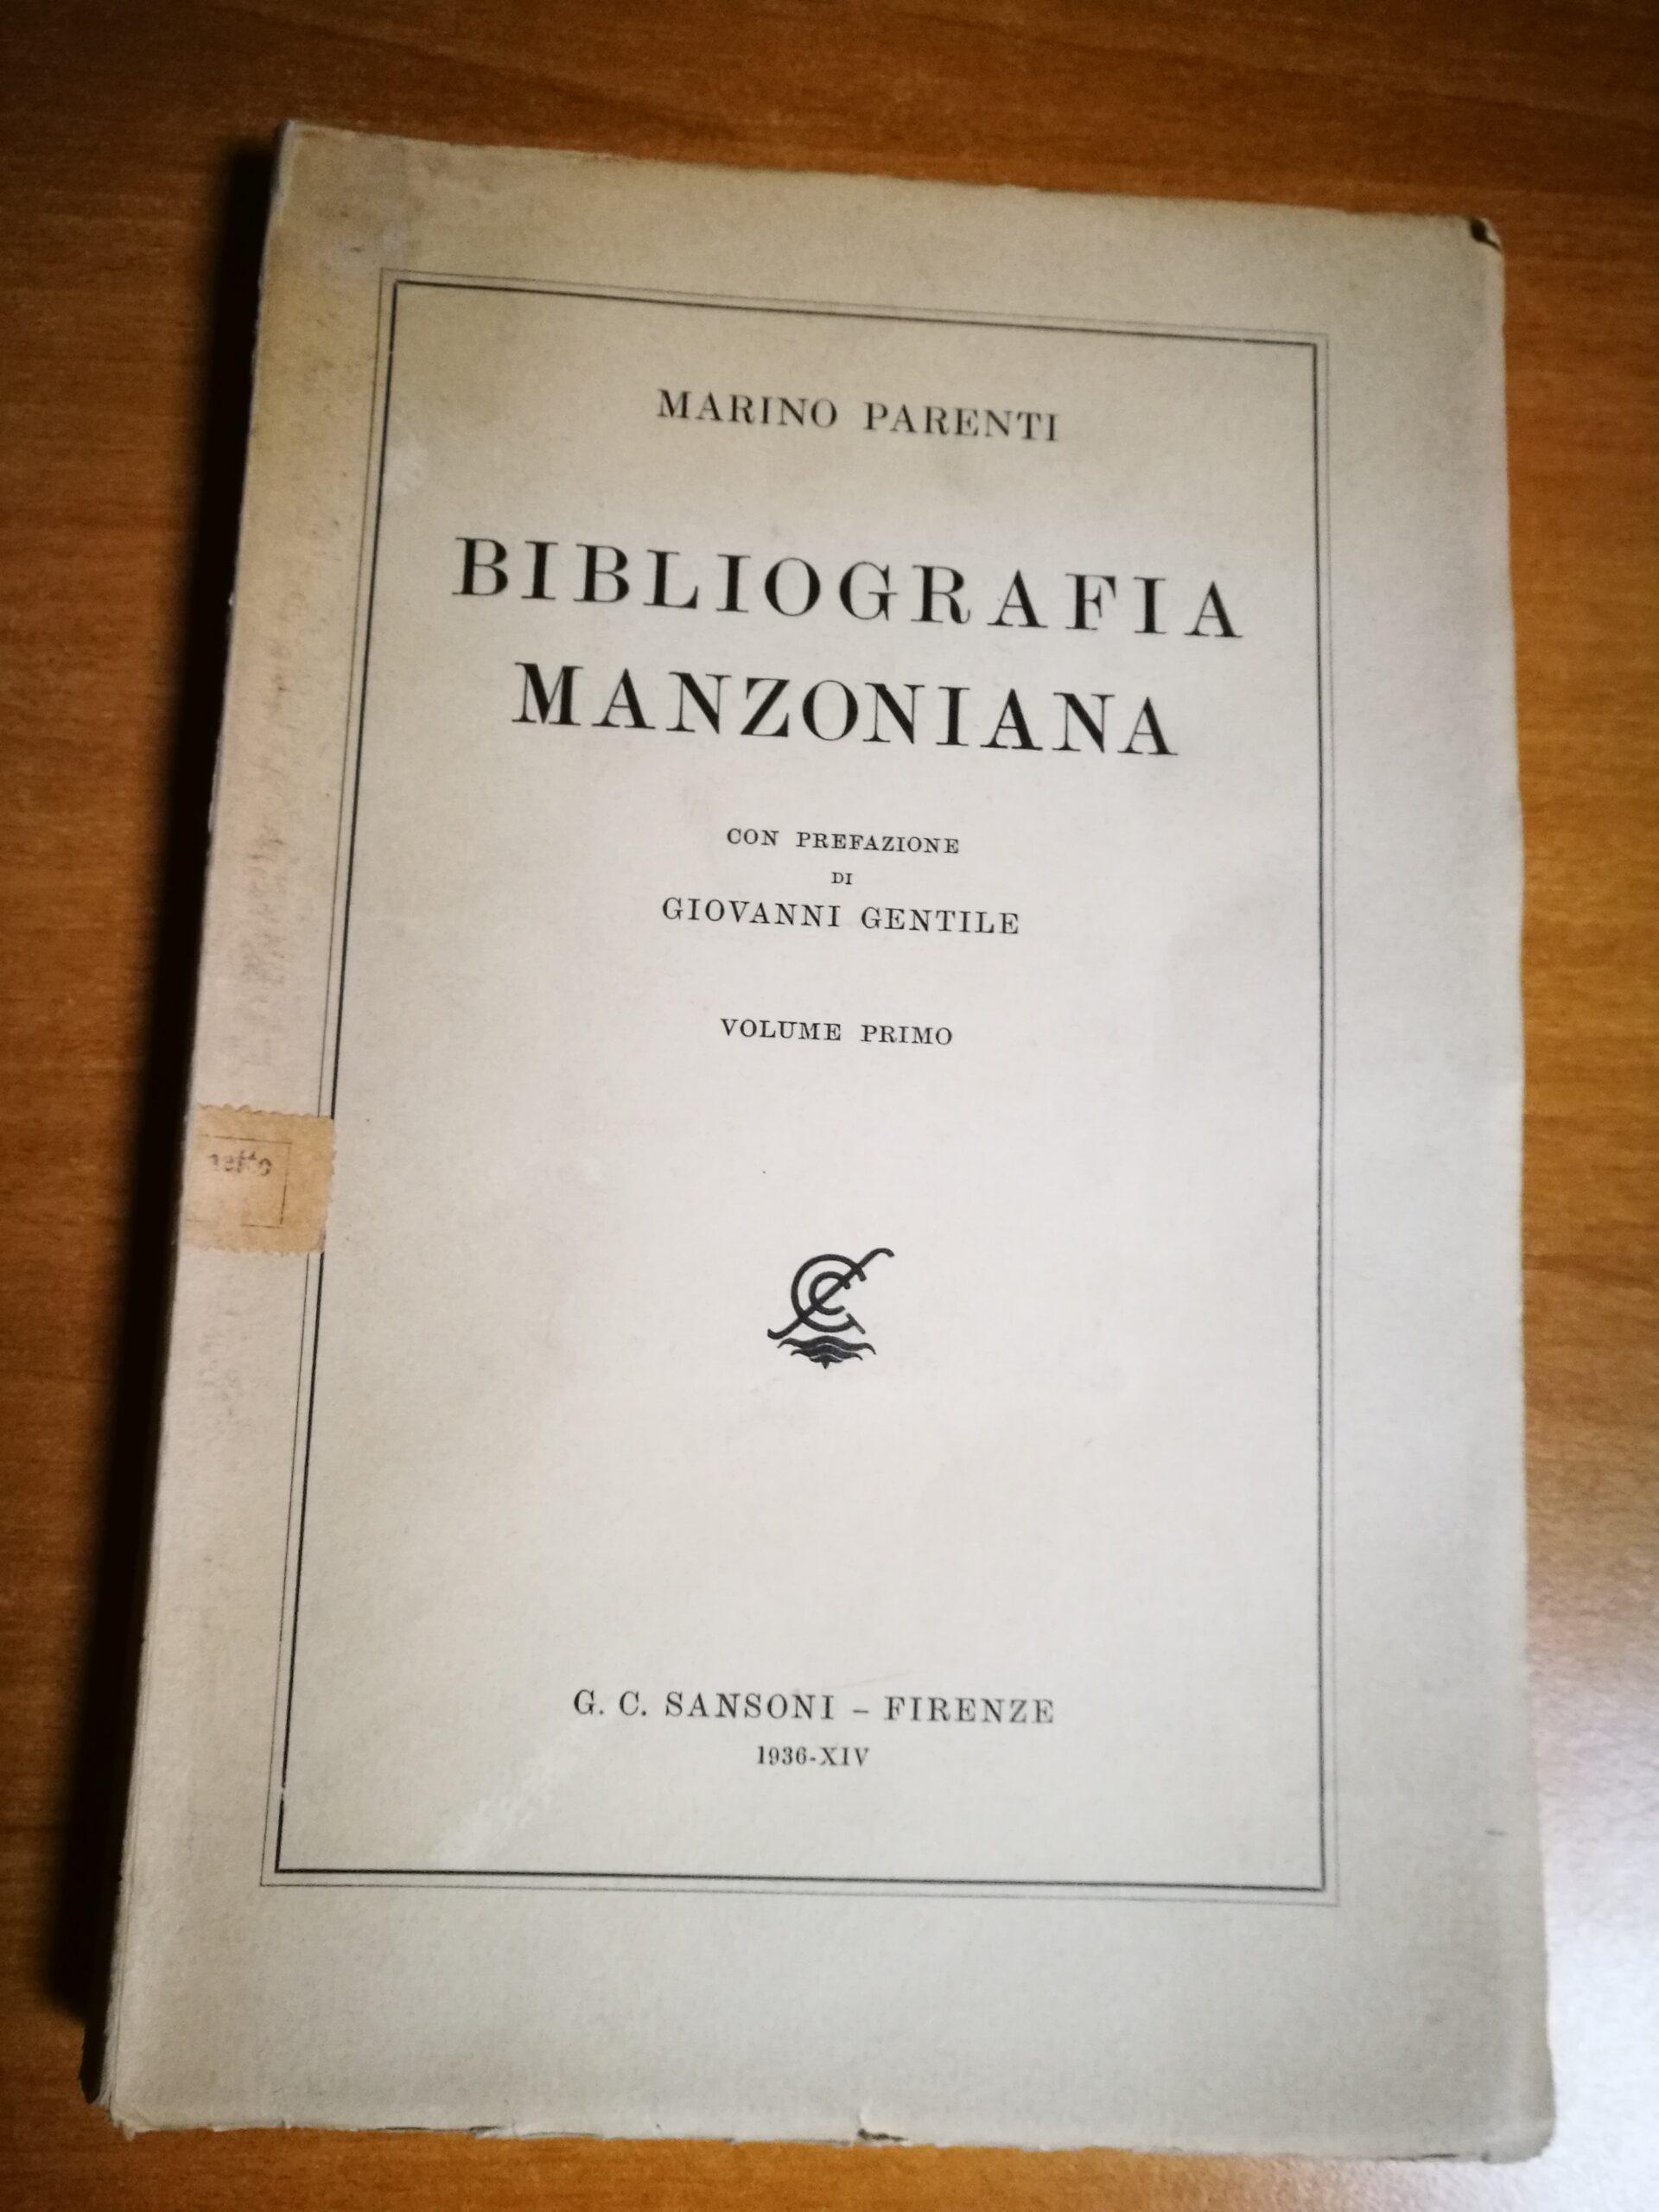 MARINO PARENTI
BIBLIOGRAFIA
MANZONIANA
CON PREFAZIONE
DI
GIOVANNI GENTILE
VOLUME PRIMO
G. C. SANSONI – FIRENZE
1936-XIV